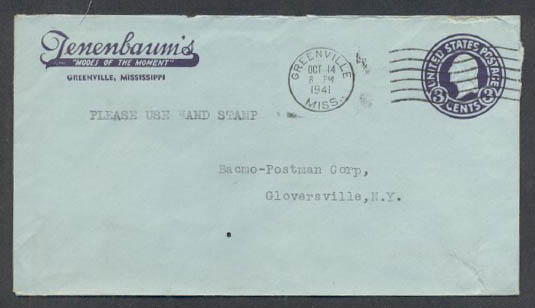 Tenenbaum's
"MODES OF THE MOMENT"
GREENVILLE, MISSISSIPPI
GREENVILLE
OCT 14
8 PM
1941
MISS.
UNITED STATES POSTAGE
3 CENTS 3
PLEASE USE HAND STAMP
Bacmo-Postman Corp,
Gloversville,N.Y.